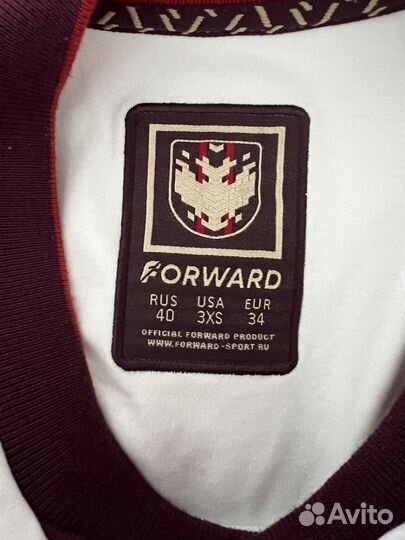 FORWARD
RUS USA EUR
40 3XS 34
OFFICIAL FORWARD PRODUCT
WWW.FORWARD-SPORT.RU
Avito